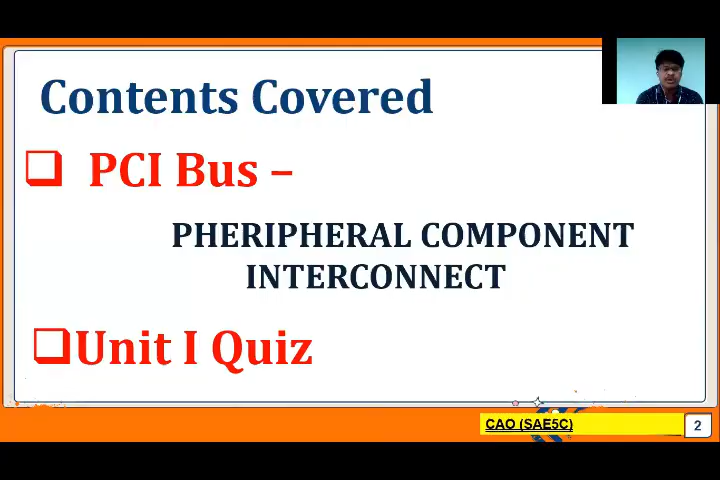 Contents Covered
❑ PCI Bus –
PHERIPHERAL COMPONENT
INTERCONNECT
❑Unit I Quiz
CAO (SAE5C)
2